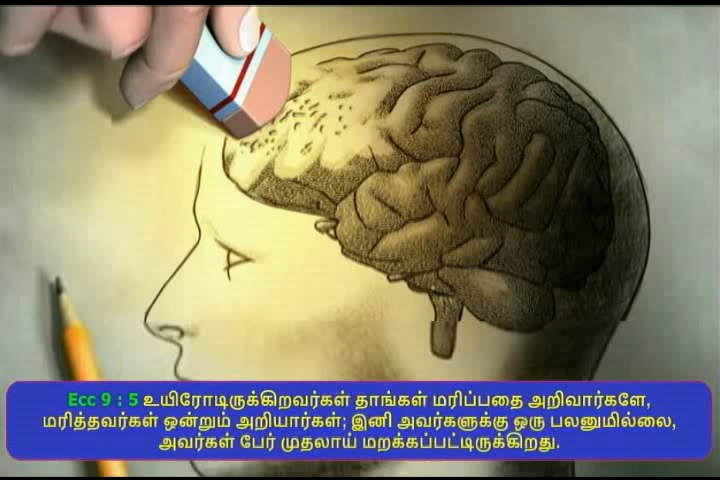 Ecc 9 : 5 உயிரோடிருக்கிறவர்கள் தாங்கள் மரிப்பதை அறிவார்களே,
மரித்தவர்கள் ஒன்றும் அறியார்கள்; இனி அவர்களுக்கு ஒரு பலனுமில்லை,
அவர்கள் பேர் முதலாய் மறக்கப்பட்டிருக்கிறது.